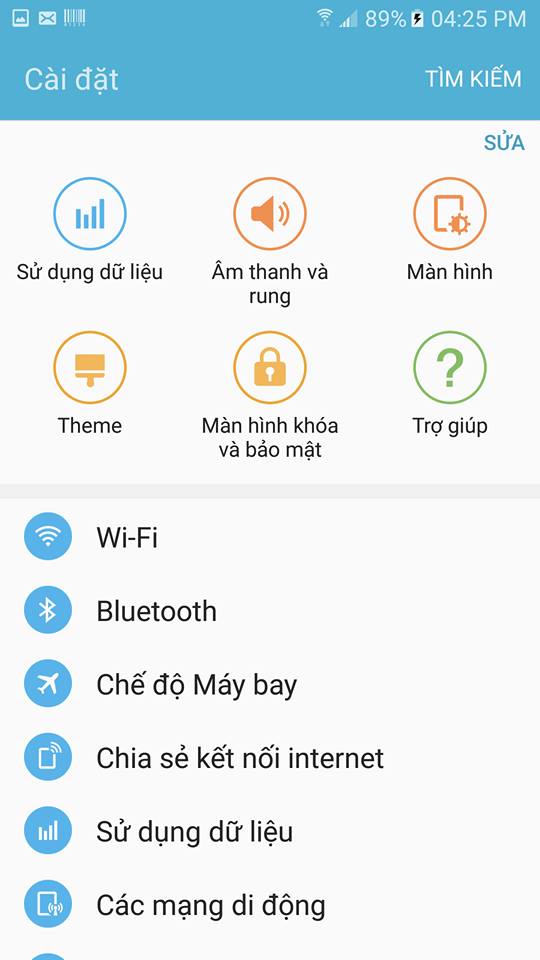 89% 04:25 PM
Cài đặt
TÌM KIẾM
SỬA
Sử dụng dữ liệu
Âm thanh và
rung
Màn hình
Theme
Màn hình khóa
và bảo mật
Trợ giúp
Wi-Fi
Bluetooth
Chế độ Máy bay
Chia sẻ kết nối internet
Sử dụng dữ liệu
Các mạng di động